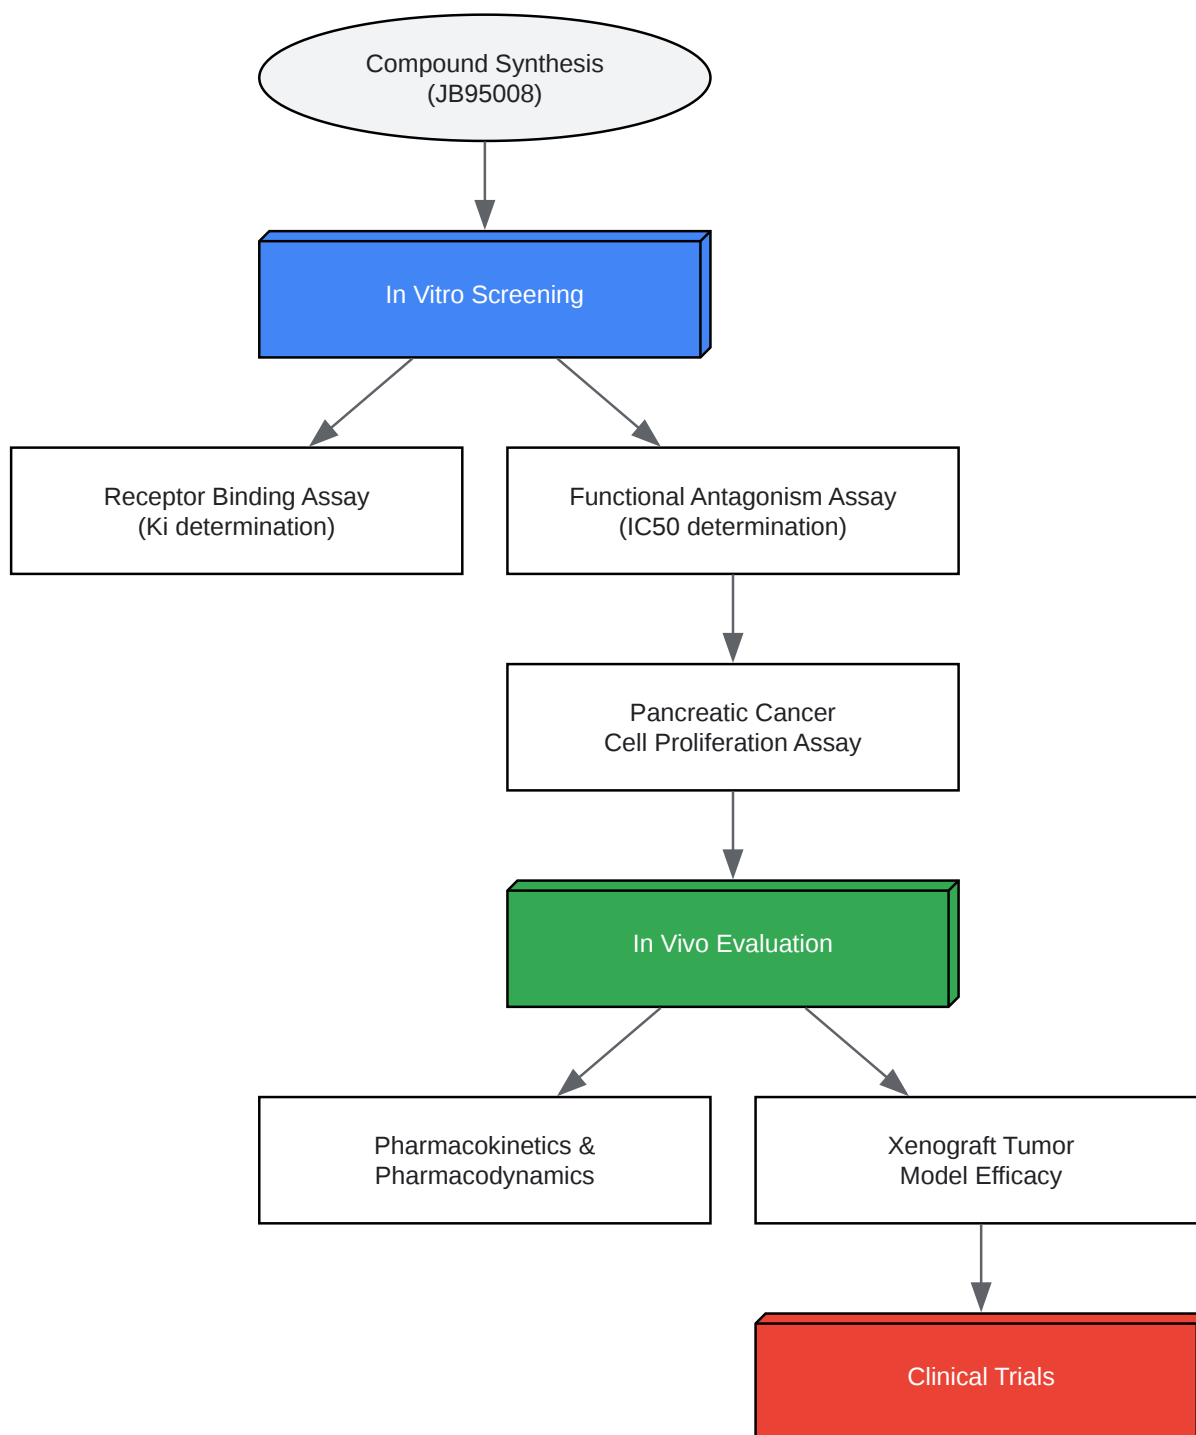 Compound Synthesis
(JB95008)
In Vitro Screening
Receptor Binding Assay
(Ki determination)
Functional Antagonism Assay
(IC50 determination)
Pancreatic Cancer
Cell Proliferation Assay
In Vivo Evaluation
Pharmacokinetics &
Pharmacodynamics
Xenograft Tumor
Model Efficacy
Clinical Trials